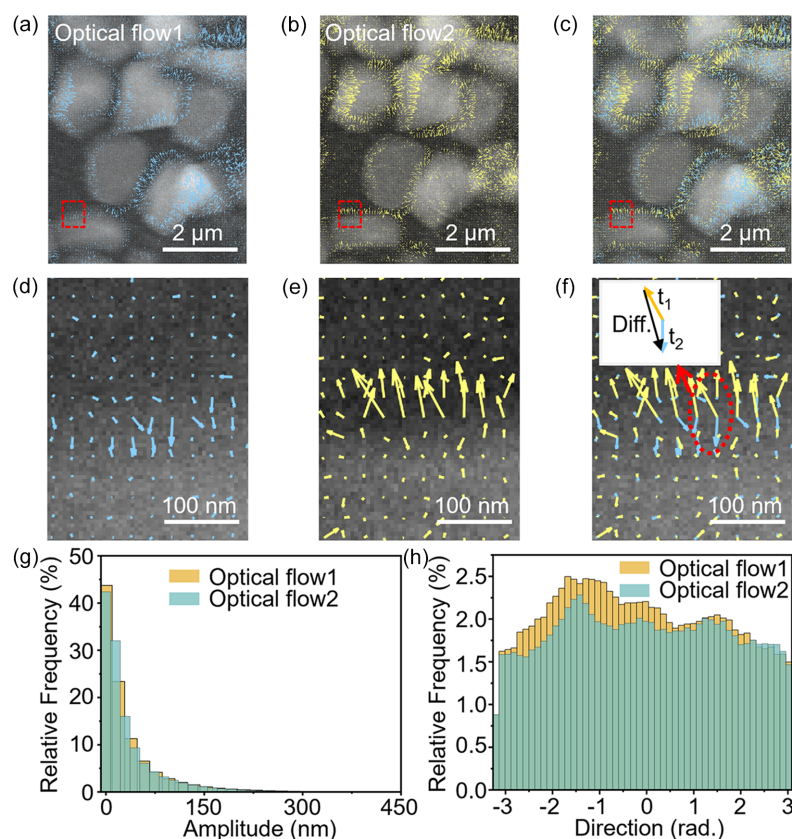 (a) Optical flow1
2 μm
(b) Optical flow2
2 μm
(c)
2 μm
(d)
100 nm
(e)
100 nm
(f)
t1
Diff.
t2
100 nm
(g)
Relative Frequency (%)
50
40
30
20
10
0
Optical flow1
Optical flow2
0 150 300 450
Amplitude (nm)
(h)
Relative Frequency (%)
2.5
2.0
1.5
1.0
0.5
0.0
Optical flow1
Optical flow2
-3 -2 -1 0 1 2 3
Direction (rad.)